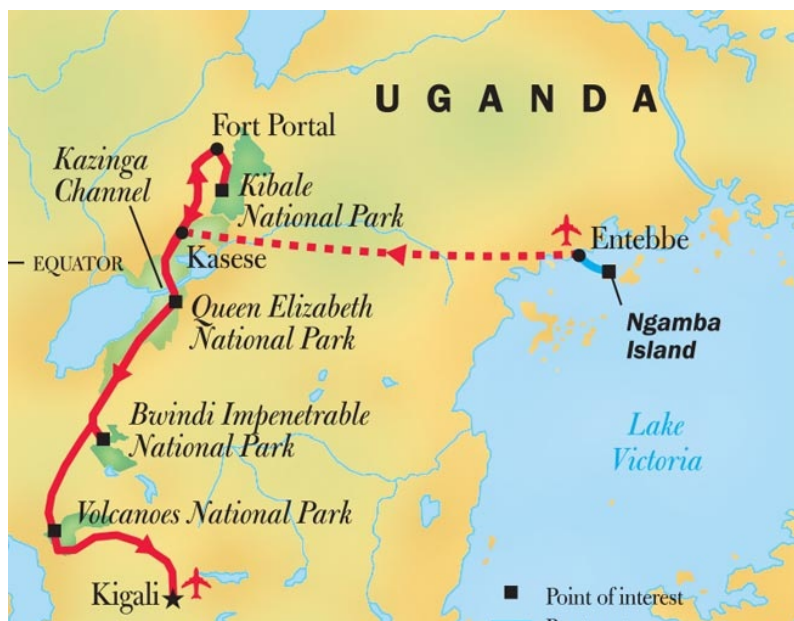 UGANDA
Fort Portal
Kazinga
Channel
Kibale
National Park
Entebbe
EQUATOR
Kasese
Queen Elizabeth
National Park
Ngamba
Island
Bwindi Impenetrable
National Park
Lake
Victoria
Volcanoes National Park
Kigali
Point of interest